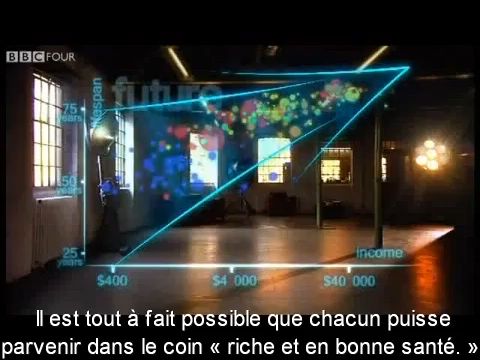 BBC FOUR
future
lifespan
75
years
50
years
25
years
income
$400
$4 000
$40 000
Il est tout à fait possible que chacun puisse
parvenir dans le coin « riche et en bonne santé. »